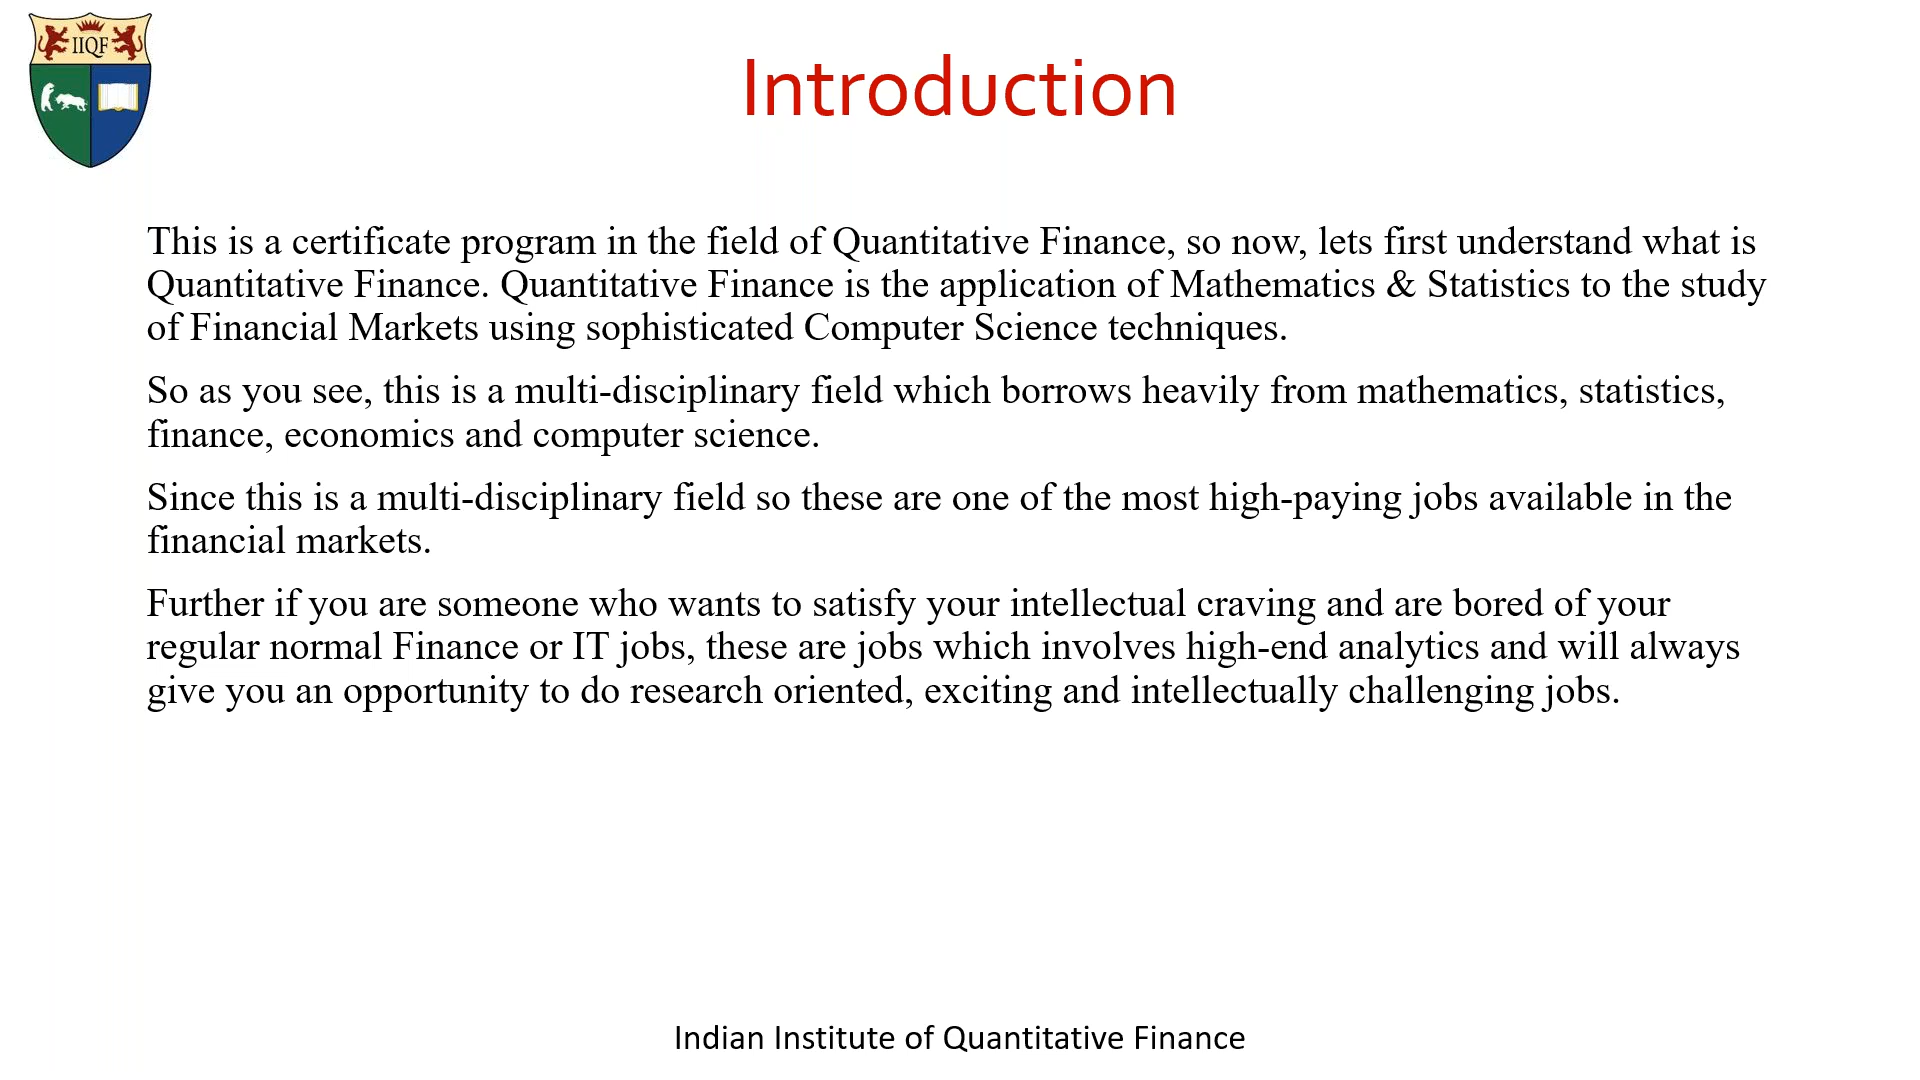 IIQF
Introduction
This is a certificate program in the field of Quantitative Finance, so now, lets first understand what is
Quantitative Finance. Quantitative Finance is the application of Mathematics & Statistics to the study
of Financial Markets using sophisticated Computer Science techniques.
So as you see, this is a multi-disciplinary field which borrows heavily from mathematics, statistics,
finance, economics and computer science.
Since this is a multi-disciplinary field so these are one of the most high-paying jobs available in the
financial markets.
Further if you are someone who wants to satisfy your intellectual craving and are bored of your
regular normal Finance or IT jobs, these are jobs which involves high-end analytics and will always
give you an opportunity to do research oriented, exciting and intellectually challenging jobs.
Indian Institute of Quantitative Finance